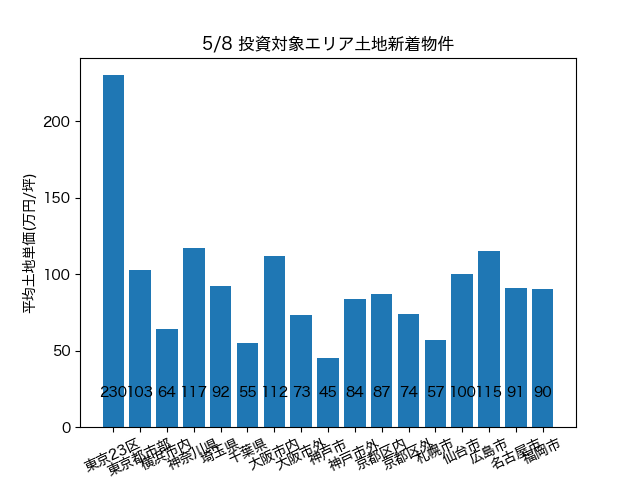 5/8 投資対象エリア土地新着物件
平均土地単価(万円/坪)
200
150
100
50
0
230 103 64 117 92 55 112 73 45 84 87 74 57 100 115 91 90
東京23区 東京都市部 横浜市内 神奈川県 埼玉県 千葉県 大阪市内 大阪市外 神戸市 神戸市外 京都区内 京都区外 札幌市 仙台市 広島市 名古屋市 福岡市